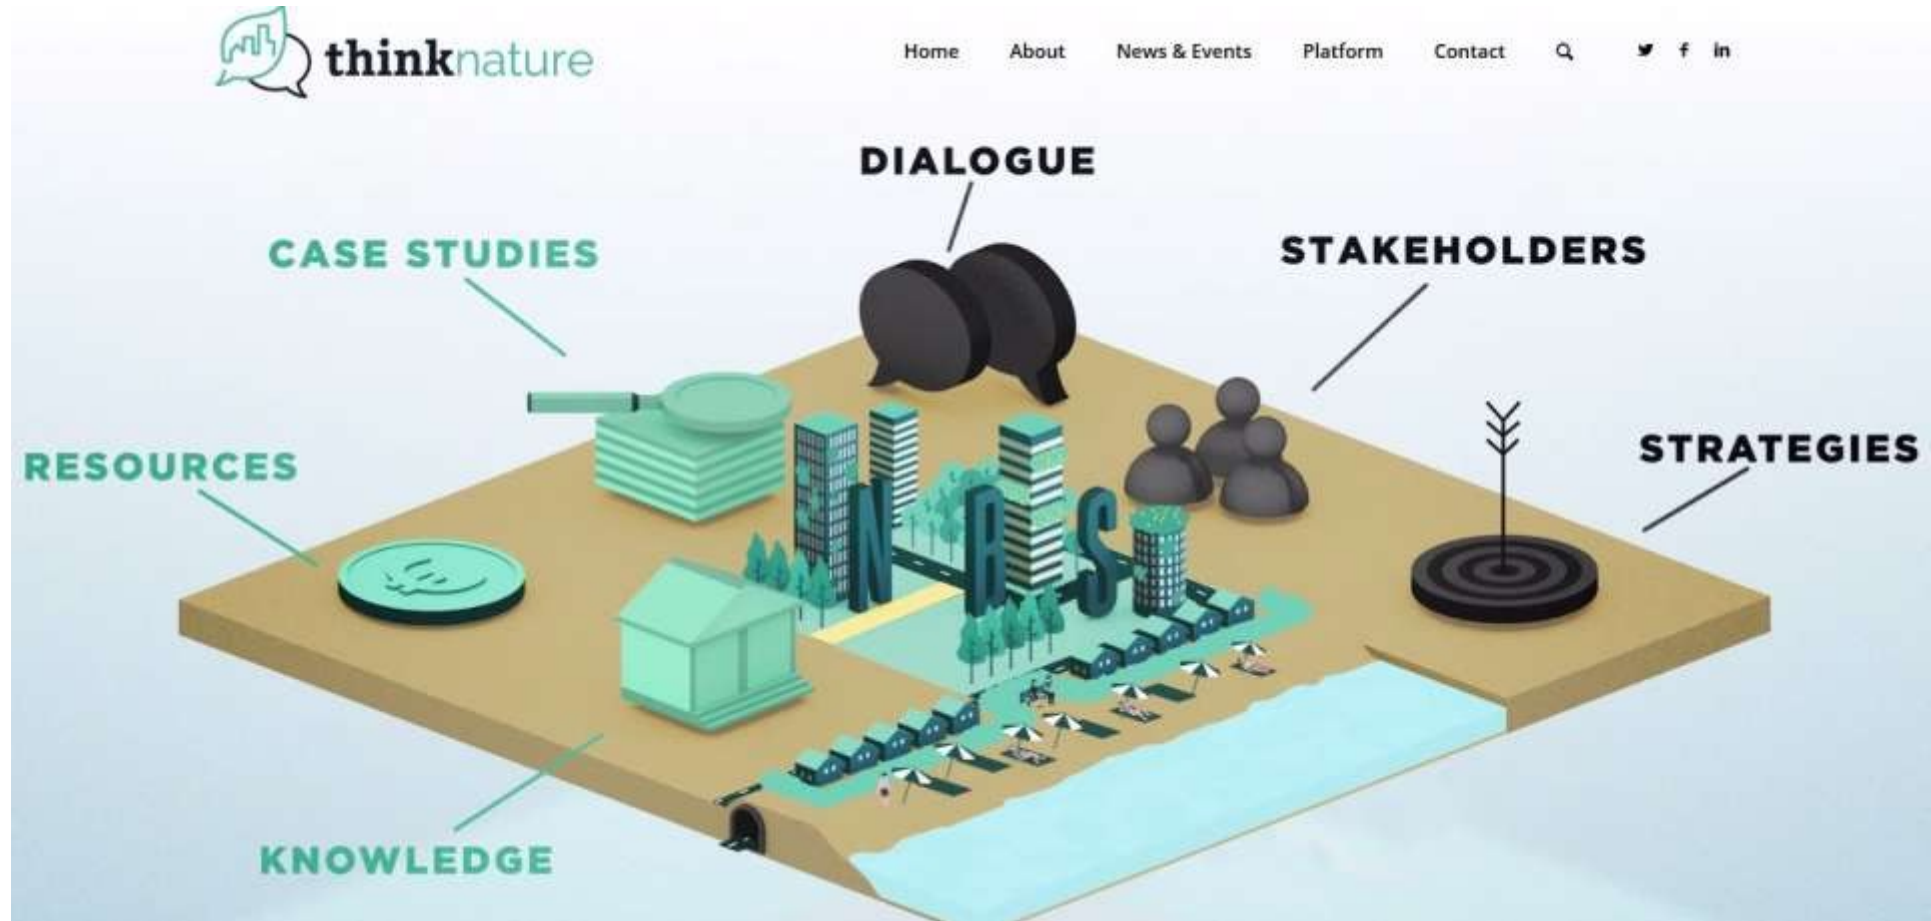 thinknature
Home About News & Events Platform Contact
DIALOGUE
CASE STUDIES
STAKEHOLDERS
STRATEGIES
RESOURCES
NBS
KNOWLEDGE